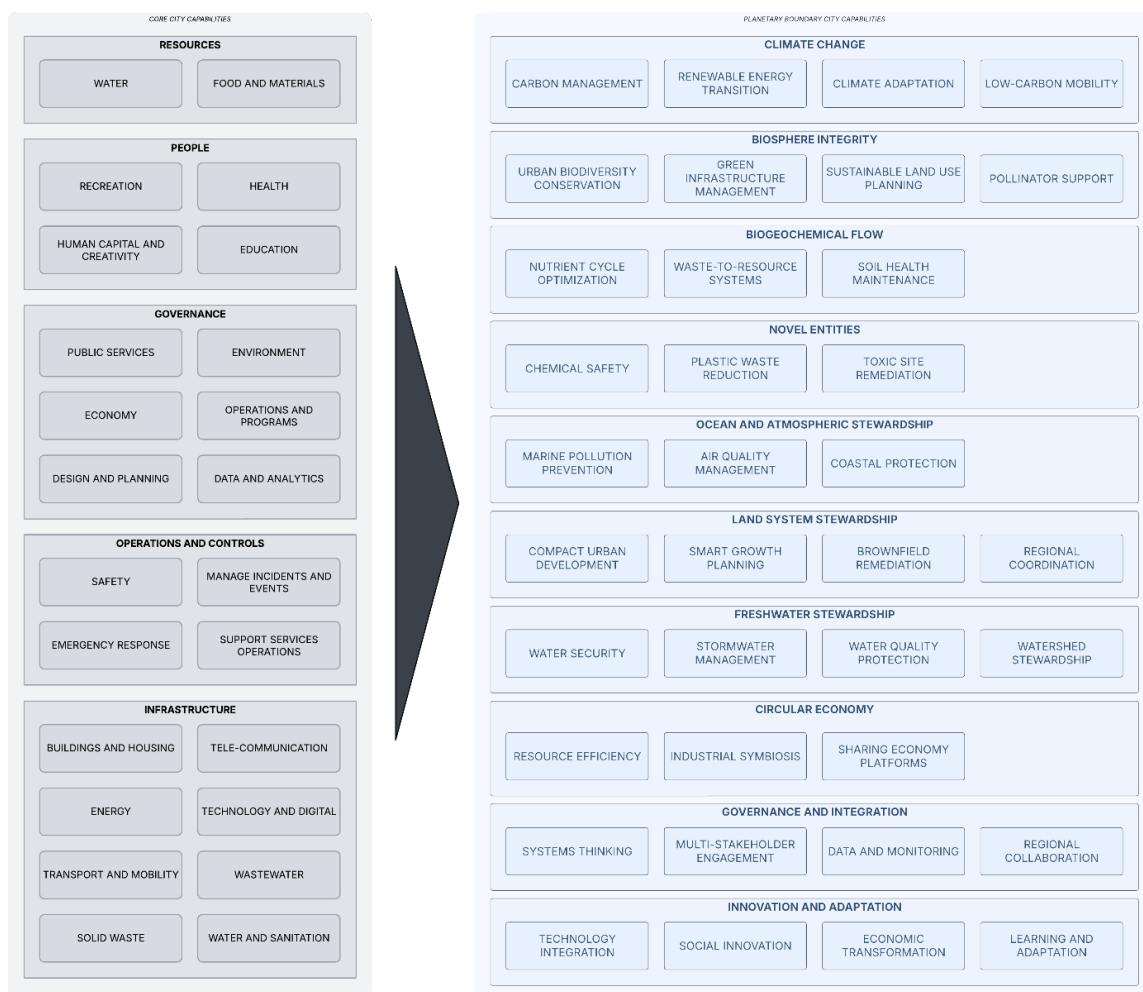 CORE CITY CAPABILITIES
RESOURCES
WATER
FOOD AND MATERIALS
PEOPLE
RECREATION
HEALTH
HUMAN CAPITAL AND
CREATIVITY
EDUCATION
GOVERNANCE
PUBLIC SERVICES
ENVIRONMENT
ECONOMY
OPERATIONS AND
PROGRAMS
DESIGN AND PLANNING
DATA AND ANALYTICS
OPERATIONS AND CONTROLS
SAFETY
MANAGE INCIDENTS AND
EVENTS
EMERGENCY RESPONSE
SUPPORT SERVICES
OPERATIONS
INFRASTRUCTURE
BUILDINGS AND HOUSING
TELE-COMMUNICATION
ENERGY
TECHNOLOGY AND DIGITAL
TRANSPORT AND MOBILITY
WASTEWATER
SOLID WASTE
WATER AND SANITATION
PLANETARY BOUNDARY CITY CAPABILITIES
CLIMATE CHANGE
CARBON MANAGEMENT
RENEWABLE ENERGY
TRANSITION
CLIMATE ADAPTATION
LOW-CARBON MOBILITY
BIOSPHERE INTEGRITY
URBAN BIODIVERSITY
CONSERVATION
GREEN
INFRASTRUCTURE
MANAGEMENT
SUSTAINABLE LAND USE
PLANNING
POLLINATOR SUPPORT
BIOGEOCHEMICAL FLOW
NUTRIENT CYCLE
OPTIMIZATION
WASTE-TO-RESOURCE
SYSTEMS
SOIL HEALTH
MAINTENANCE
NOVEL ENTITIES
CHEMICAL SAFETY
PLASTIC WASTE
REDUCTION
TOXIC SITE
REMEDIATION
OCEAN AND ATMOSPHERIC STEWARDSHIP
MARINE POLLUTION
PREVENTION
AIR QUALITY
MANAGEMENT
COASTAL PROTECTION
LAND SYSTEM STEWARDSHIP
COMPACT URBAN
DEVELOPMENT
SMART GROWTH
PLANNING
BROWNFIELD
REMEDIATION
REGIONAL
COORDINATION
FRESHWATER STEWARDSHIP
WATER SECURITY
STORMWATER
MANAGEMENT
WATER QUALITY
PROTECTION
WATERSHED
STEWARDSHIP
CIRCULAR ECONOMY
RESOURCE EFFICIENCY
INDUSTRIAL SYMBIOSIS
SHARING ECONOMY
PLATFORMS
GOVERNANCE AND INTEGRATION
SYSTEMS THINKING
MULTI-STAKEHOLDER
ENGAGEMENT
DATA AND MONITORING
REGIONAL
COLLABORATION
INNOVATION AND ADAPTATION
TECHNOLOGY
INTEGRATION
SOCIAL INNOVATION
ECONOMIC
TRANSFORMATION
LEARNING AND
ADAPTATION